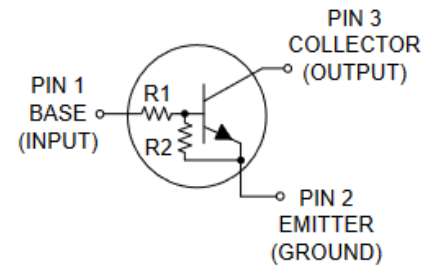 PIN 3
COLLECTOR
(OUTPUT)
PIN 1
BASE
(INPUT)
R1
R2
PIN 2
EMITTER
(GROUND)